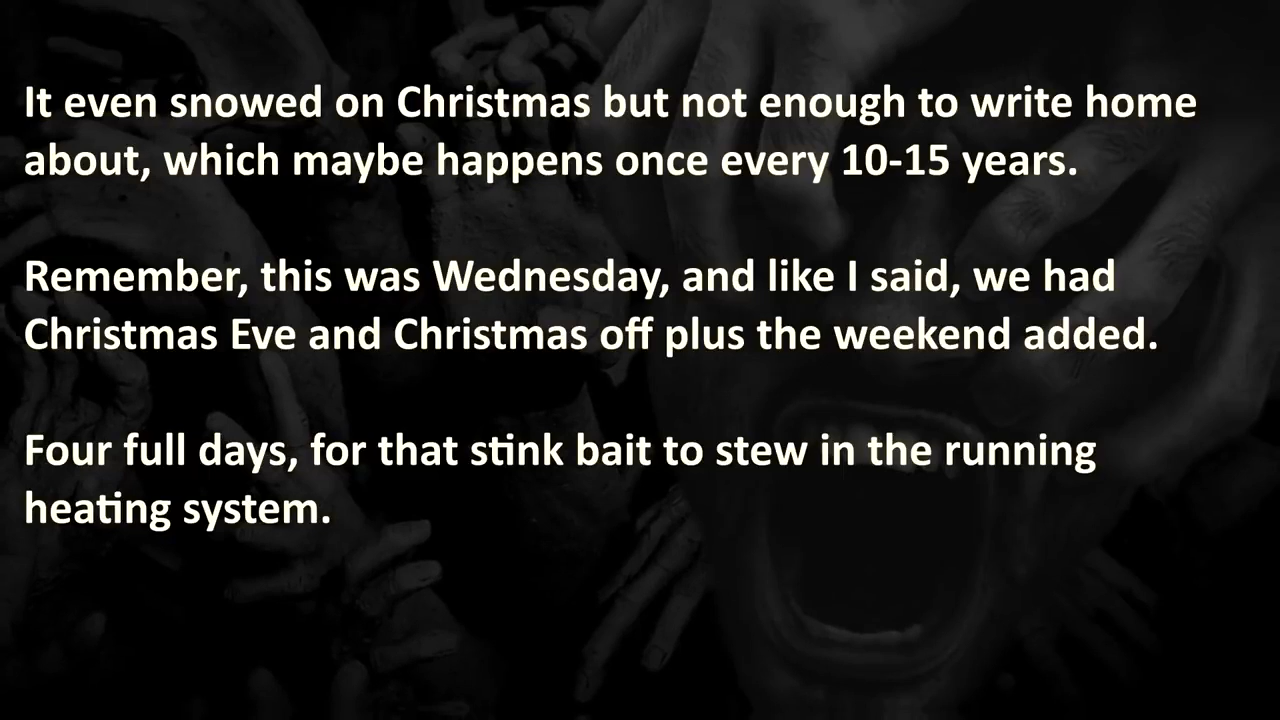 It even snowed on Christmas but not enough to write home
about, which maybe happens once every 10-15 years.
Remember, this was Wednesday, and like I said, we had
Christmas Eve and Christmas off plus the weekend added.
Four full days, for that stink bait to stew in the running
heating system.